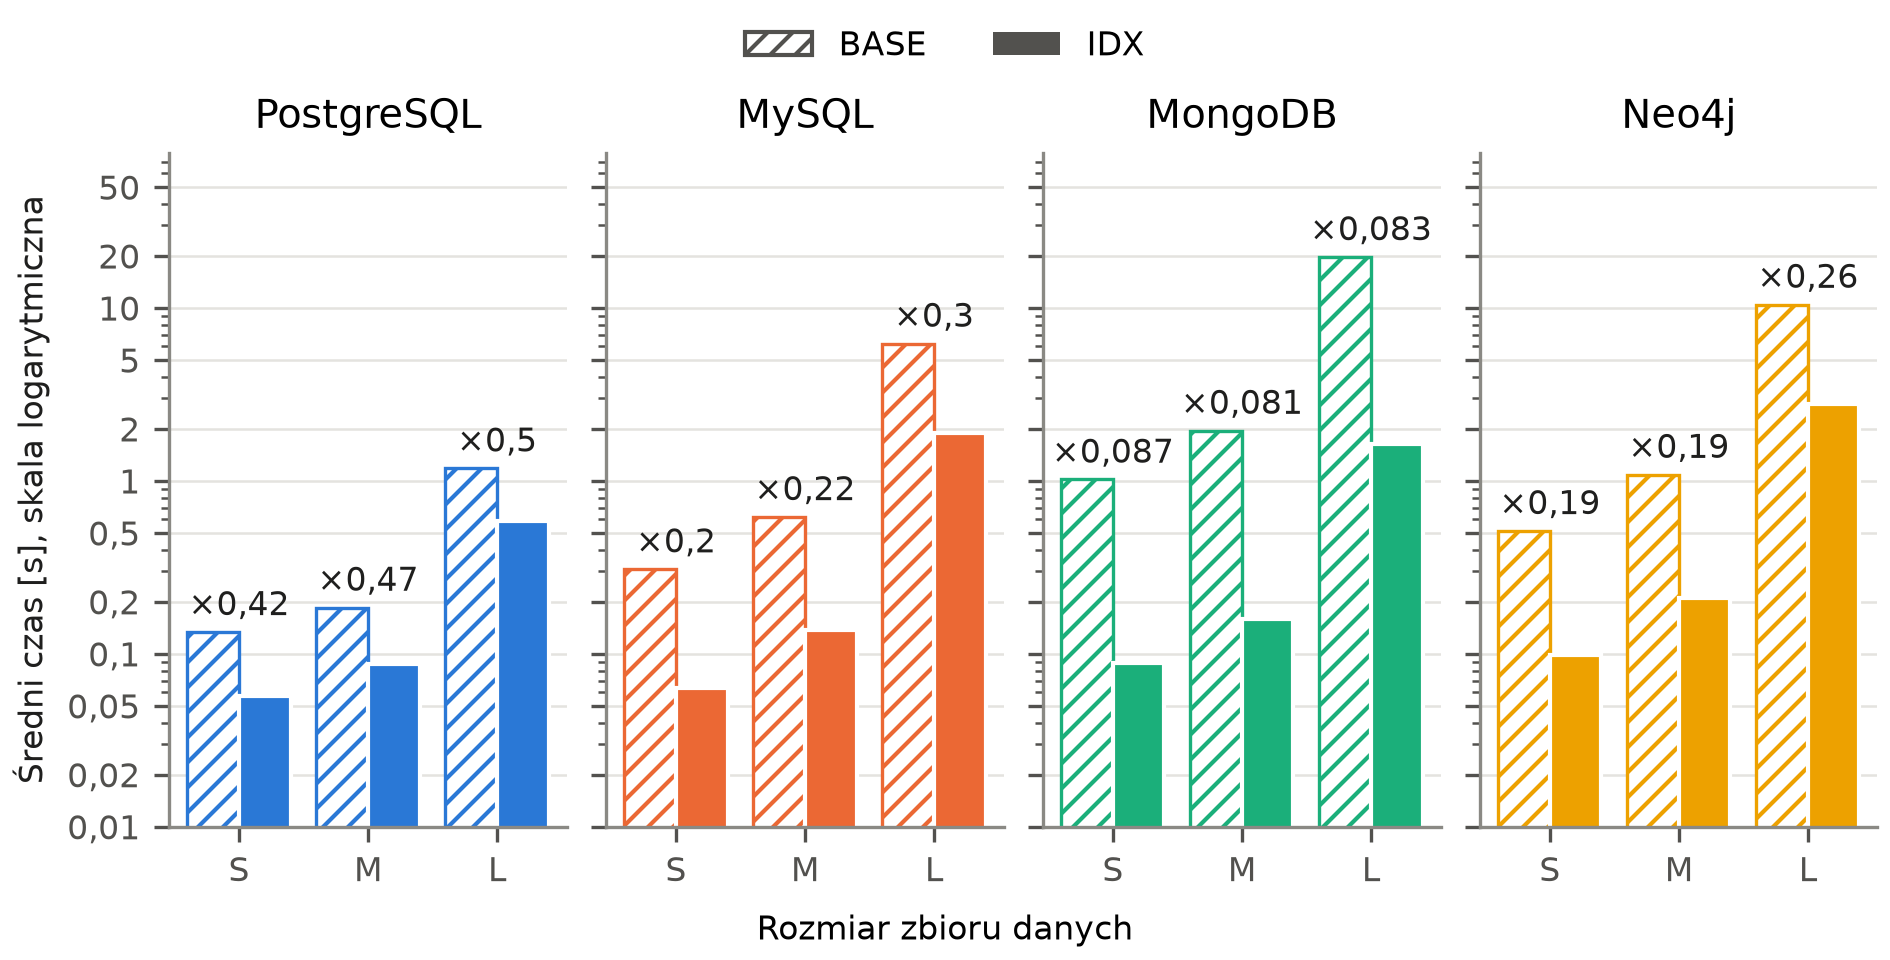 BASE IDX
PostgreSQL MySQL MongoDB Neo4j
Średni czas [s], skala logarytmiczna
50
20
10
5
2
1
0,5
0,2
0,1
0,05
0,02
0,01
×0,42 ×0,47 ×0,5
×0,2 ×0,22 ×0,3
×0,087 ×0,081 ×0,083
×0,19 ×0,19 ×0,26
S M L S M L S M L S M L
Rozmiar zbioru danych